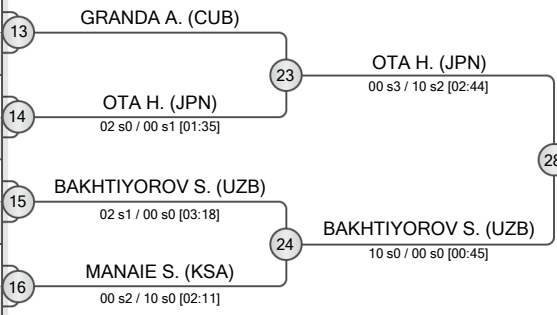 GRANDA A. (CUB)
13
23
OTA H. (JPN)
00 s3 / 10 s2 [02:44]
OTA H. (JPN)
14
02 s0 / 00 s1 [01:35]
28
BAKHTIYOROV S. (UZB)
15
02 s1 / 00 s0 [03:18]
BAKHTIYOROV S. (UZB)
24
10 s0 / 00 s0 [00:45]
MANAIE S. (KSA)
16
00 s2 / 10 s0 [02:11]